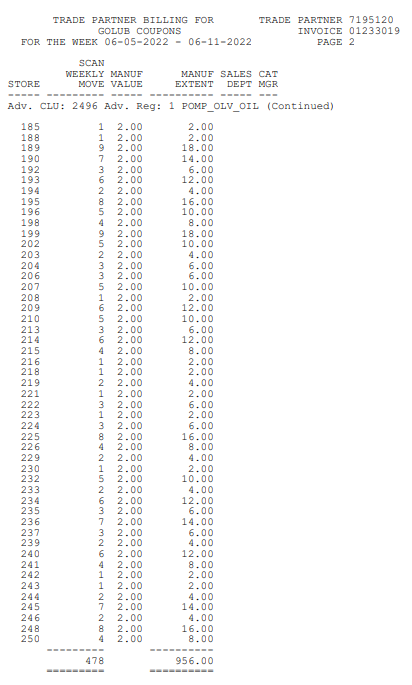 TRADE PARTNER BILLING FOR TRADE PARTNER 7195120
GOLUB COUPONS INVOICE 01233019
FOR THE WEEK 06-05-2022 - 06-11-2022 PAGE 2
SCAN
WEEKLY MANUF MANUF SALES CAT
STORE MOVE VALUE EXTENT DEPT MGR
----- --------- ----- ---------- ----- ---
Adv. CLU: 2496 Adv. Reg: 1 POMP_OLV_OIL (Continued)
185 1 2.00 2.00
188 1 2.00 2.00
189 9 2.00 18.00
190 7 2.00 14.00
192 3 2.00 6.00
193 6 2.00 12.00
194 2 2.00 4.00
195 8 2.00 16.00
196 5 2.00 10.00
198 4 2.00 8.00
199 9 2.00 18.00
202 5 2.00 10.00
203 2 2.00 4.00
204 3 2.00 6.00
206 3 2.00 6.00
207 5 2.00 10.00
208 1 2.00 2.00
209 6 2.00 12.00
210 5 2.00 10.00
213 3 2.00 6.00
214 6 2.00 12.00
215 4 2.00 8.00
216 1 2.00 2.00
218 1 2.00 2.00
219 2 2.00 4.00
221 1 2.00 2.00
222 3 2.00 6.00
223 1 2.00 2.00
224 3 2.00 6.00
225 8 2.00 16.00
226 4 2.00 8.00
229 2 2.00 4.00
230 1 2.00 2.00
232 5 2.00 10.00
233 2 2.00 4.00
234 6 2.00 12.00
235 3 2.00 6.00
236 7 2.00 14.00
237 3 2.00 6.00
239 2 2.00 4.00
240 6 2.00 12.00
241 4 2.00 8.00
242 1 2.00 2.00
243 1 2.00 2.00
244 2 2.00 4.00
245 7 2.00 14.00
246 2 2.00 4.00
248 8 2.00 16.00
250 4 2.00 8.00
--------- ----------
478 956.00
========= ==========